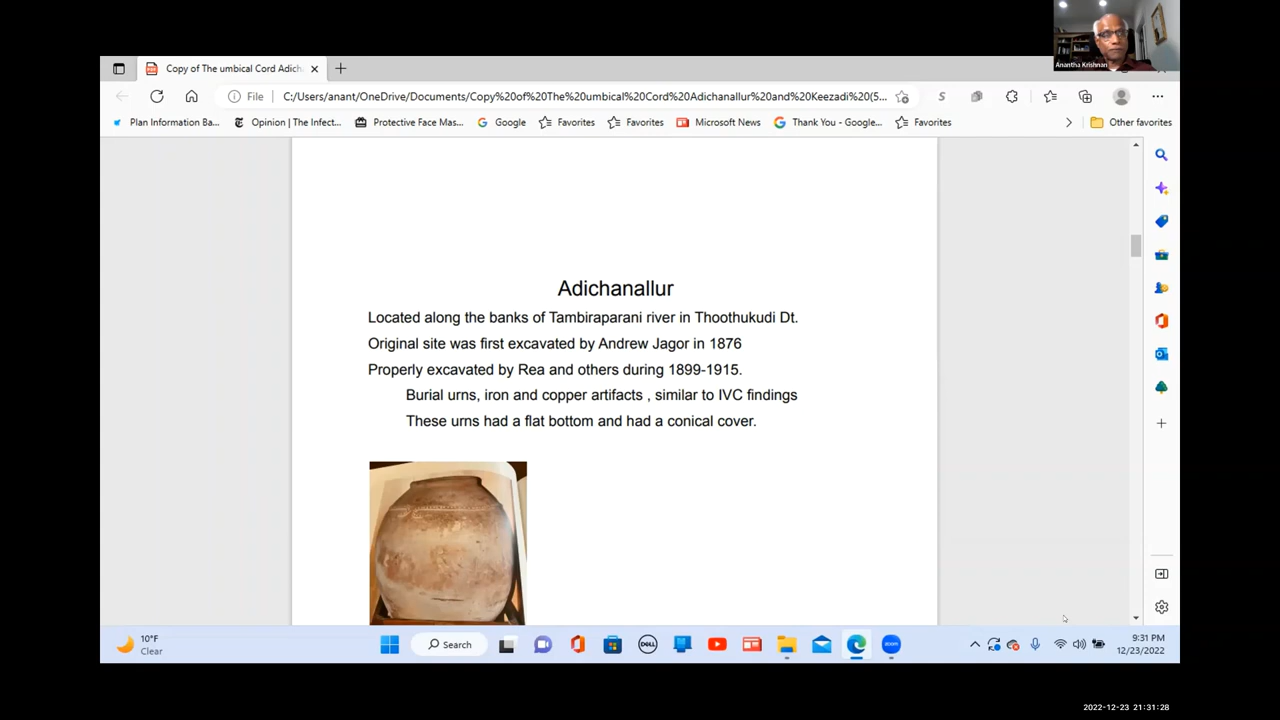 Anantha Krishnan
Copy of The umbical Cord Adich
File C:/Users/anant/OneDrive/Documents/Copy%20of%20The%20umbical%20Cord%20Adichanallur%20and%20Keezadi%20(5...
Plan Information Ba... Opinion | The Infect... Protective Face Mas... Google Favorites Favorites Microsoft News Thank You - Google... Favorites Other favorites
Adichanallur
Located along the banks of Tambiraparani river in Thoothukudi Dt.
Original site was first excavated by Andrew Jagor in 1876
Properly excavated by Rea and others during 1899-1915.
Burial urns, iron and copper artifacts , similar to IVC findings
These urns had a flat bottom and had a conical cover.
10°F
Clear
Search
DELL
zoom
9:31 PM
12/23/2022
2022-12-23 21:31:28